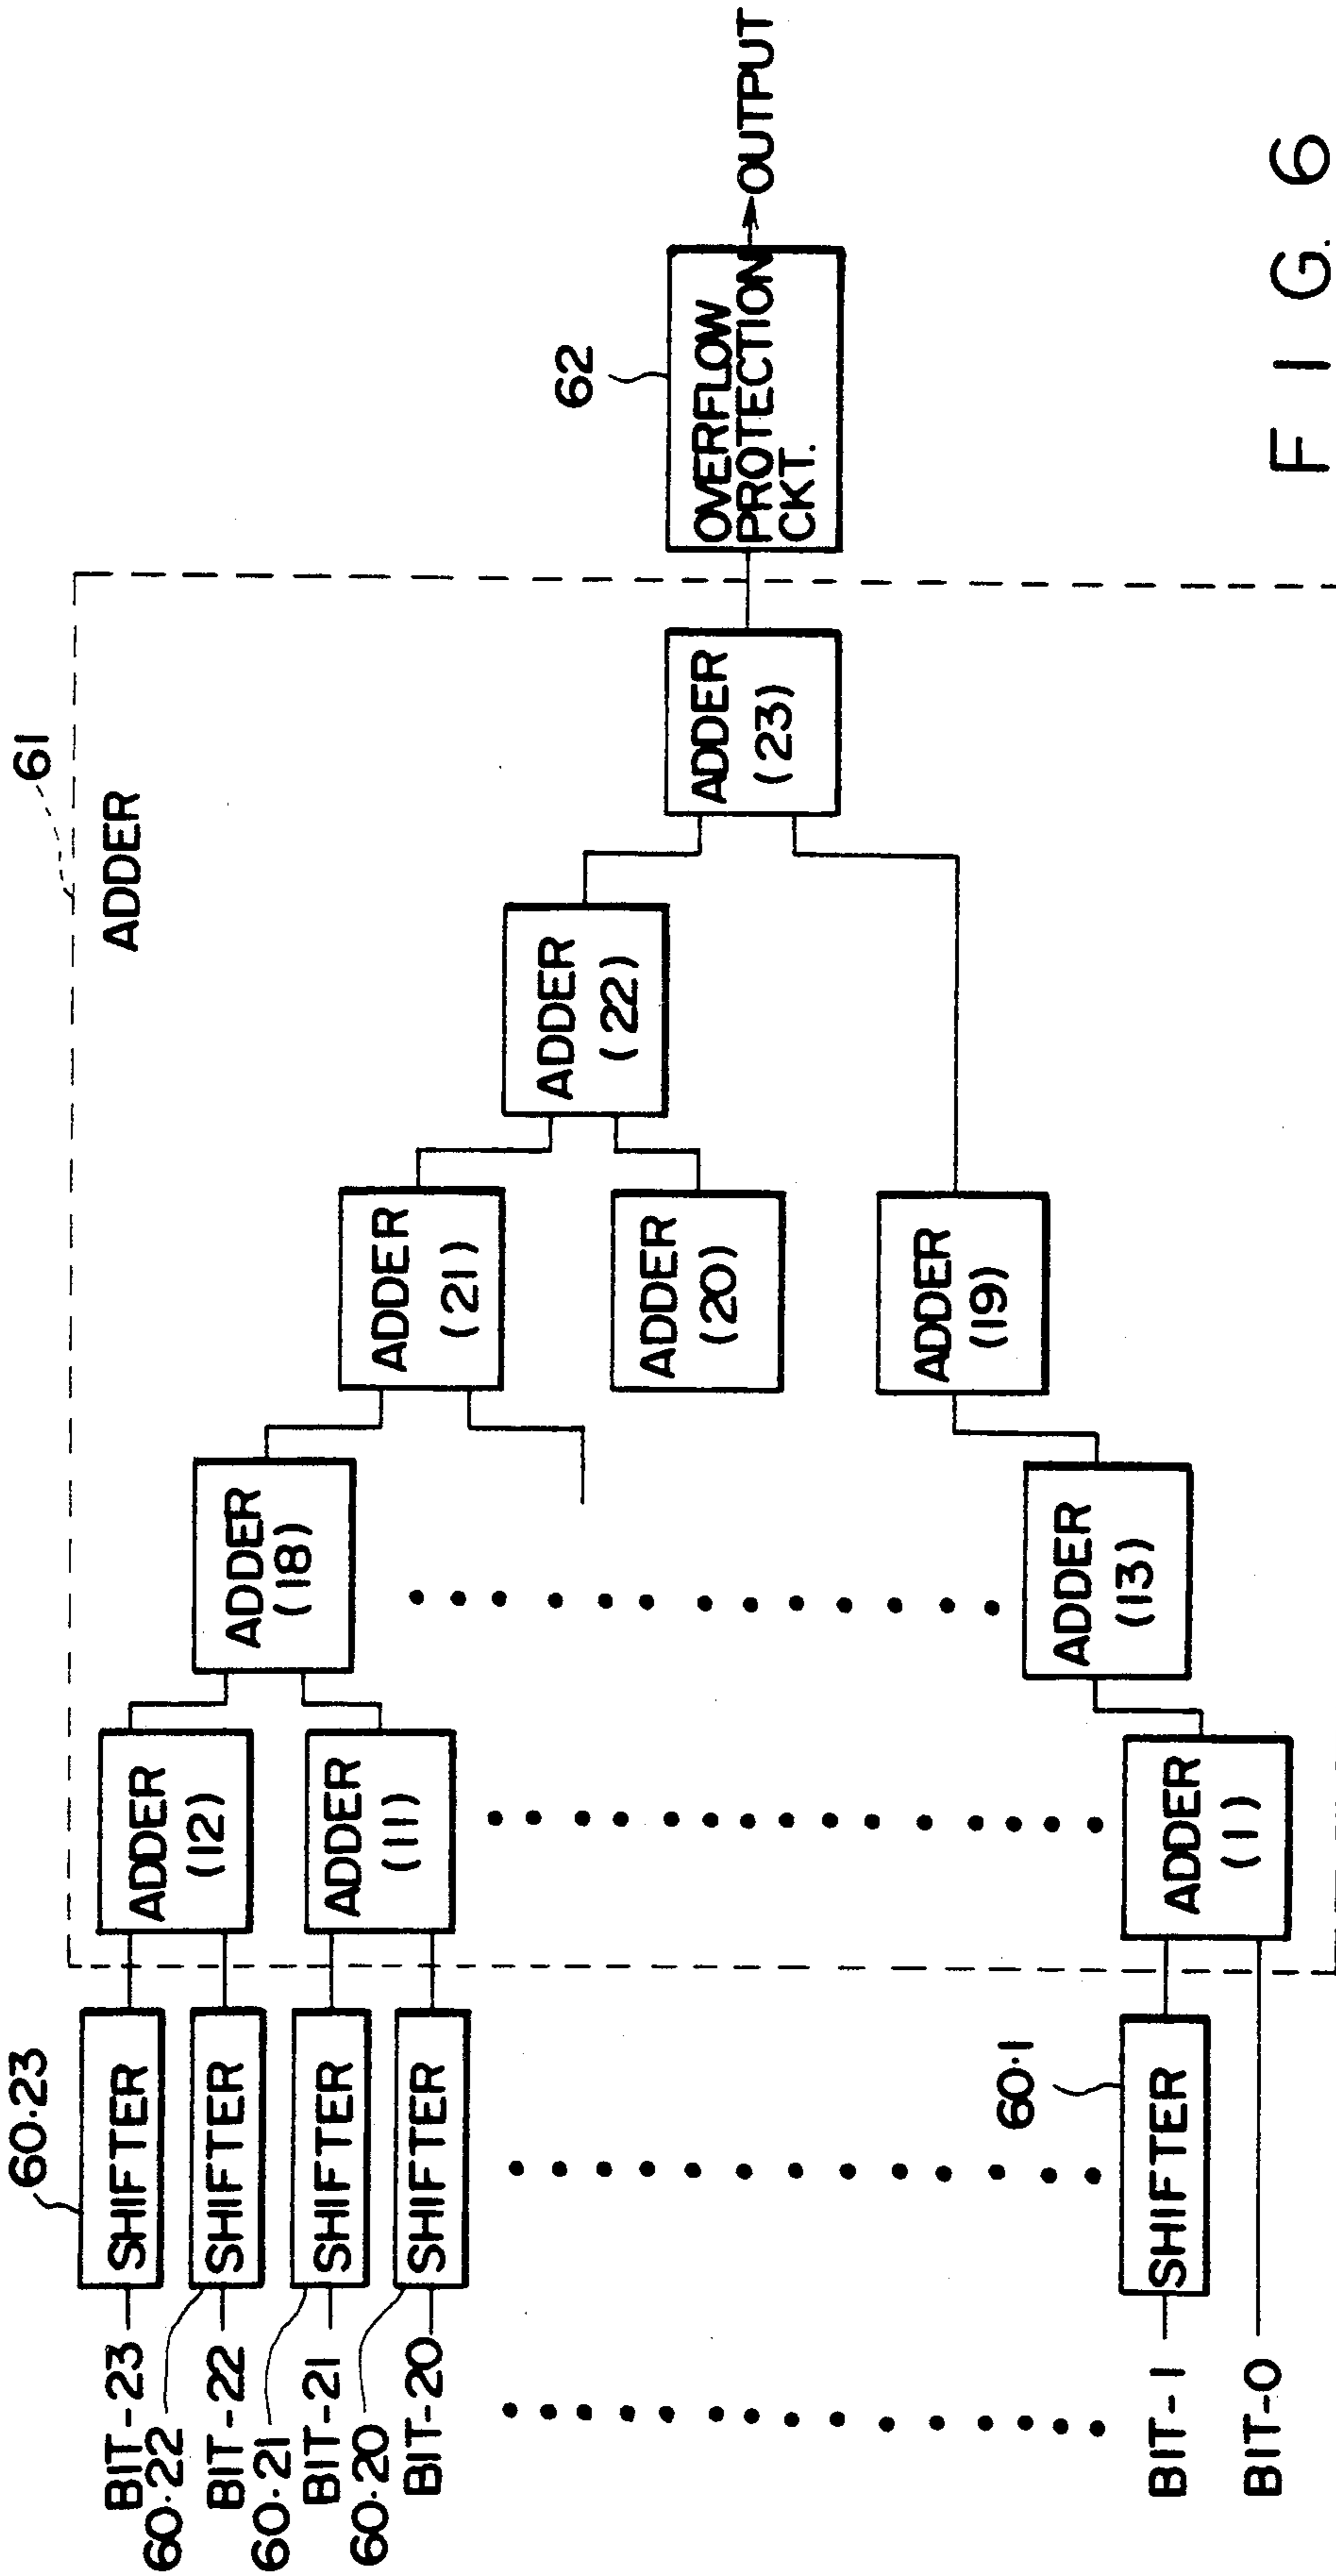 61
ADDER
60·23
BIT-23
SHIFTER
ADDER
(12)
60·22
BIT-22
SHIFTER
ADDER
(18)
60·21
BIT-21
SHIFTER
ADDER
(11)
60·20
BIT-20
SHIFTER
ADDER
(21)
ADDER
(22)
ADDER
(20)
ADDER
(23)
62
OVERFLOW
PROTECTION
CKT.
OUTPUT
ADDER
(19)
ADDER
(13)
60·1
BIT-1
SHIFTER
ADDER
(1)
BIT-0
FIG. 6